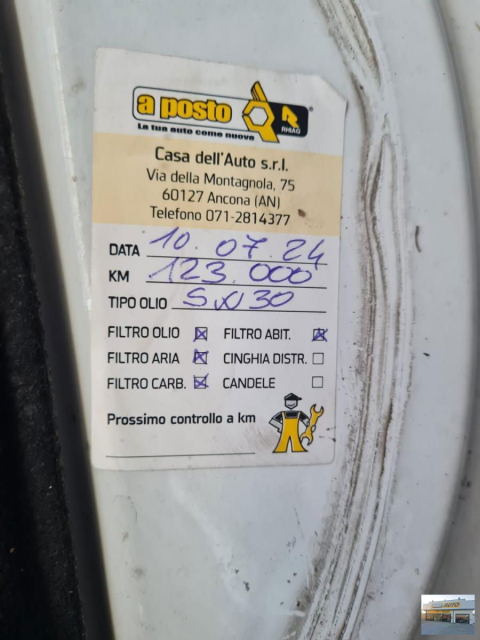 a posto
RHIAG
La tua auto come nuova
Casa dell'Auto s.r.l.
Via della Montagnola, 75
60127 Ancona (AN)
Telefono 071-2814377
DATA 10.07.24
KM 123.000
TIPO OLIO 5W30
FILTRO OLIO FILTRO ABIT.
FILTRO ARIA CINGHIA DISTR.
FILTRO CARB. CANDELE
Prossimo controllo a km
AUTO